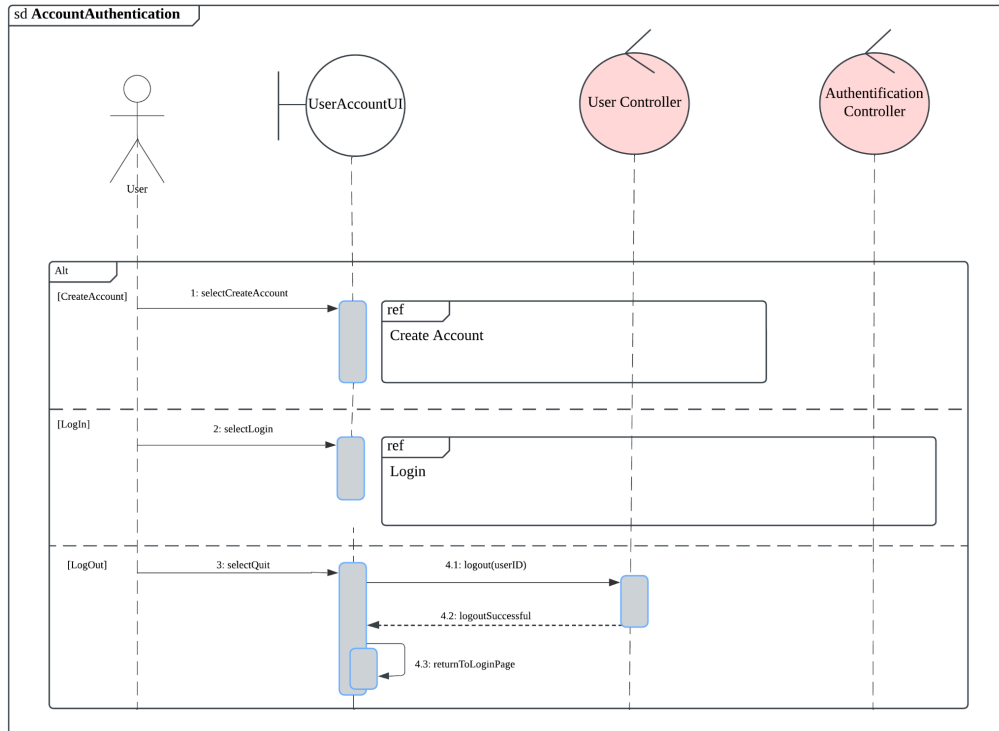 sd AccountAuthentication
UserAccountUI
User Controller
Authentification
Controller
User
Alt
[CreateAccount]
1: selectCreateAccount
ref
Create Account
[LogIn]
2: selectLogin
ref
Login
[LogOut]
3: selectQuit
4.1: logout(userID)
4.2: logoutSuccessful
4.3: returnToLoginPage